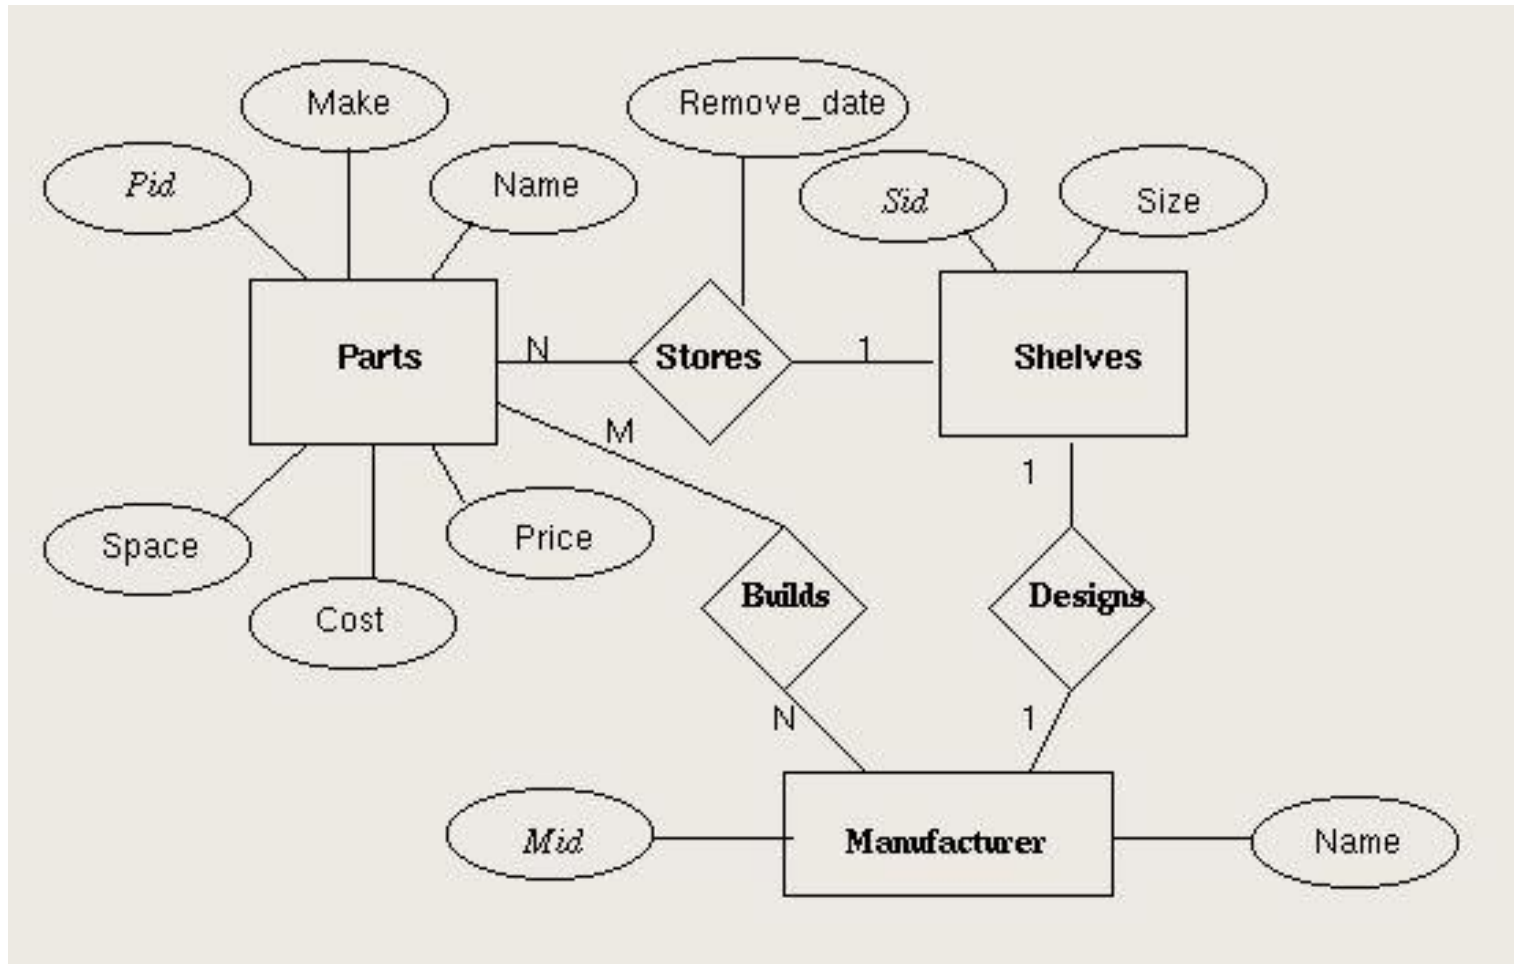 Make
Remove_date
Pid
Name
Sid
Size
Parts
N
Stores
1
Shelves
M
1
Space
Price
Cost
Builds
Designs
N
1
Mid
Manufacturer
Name